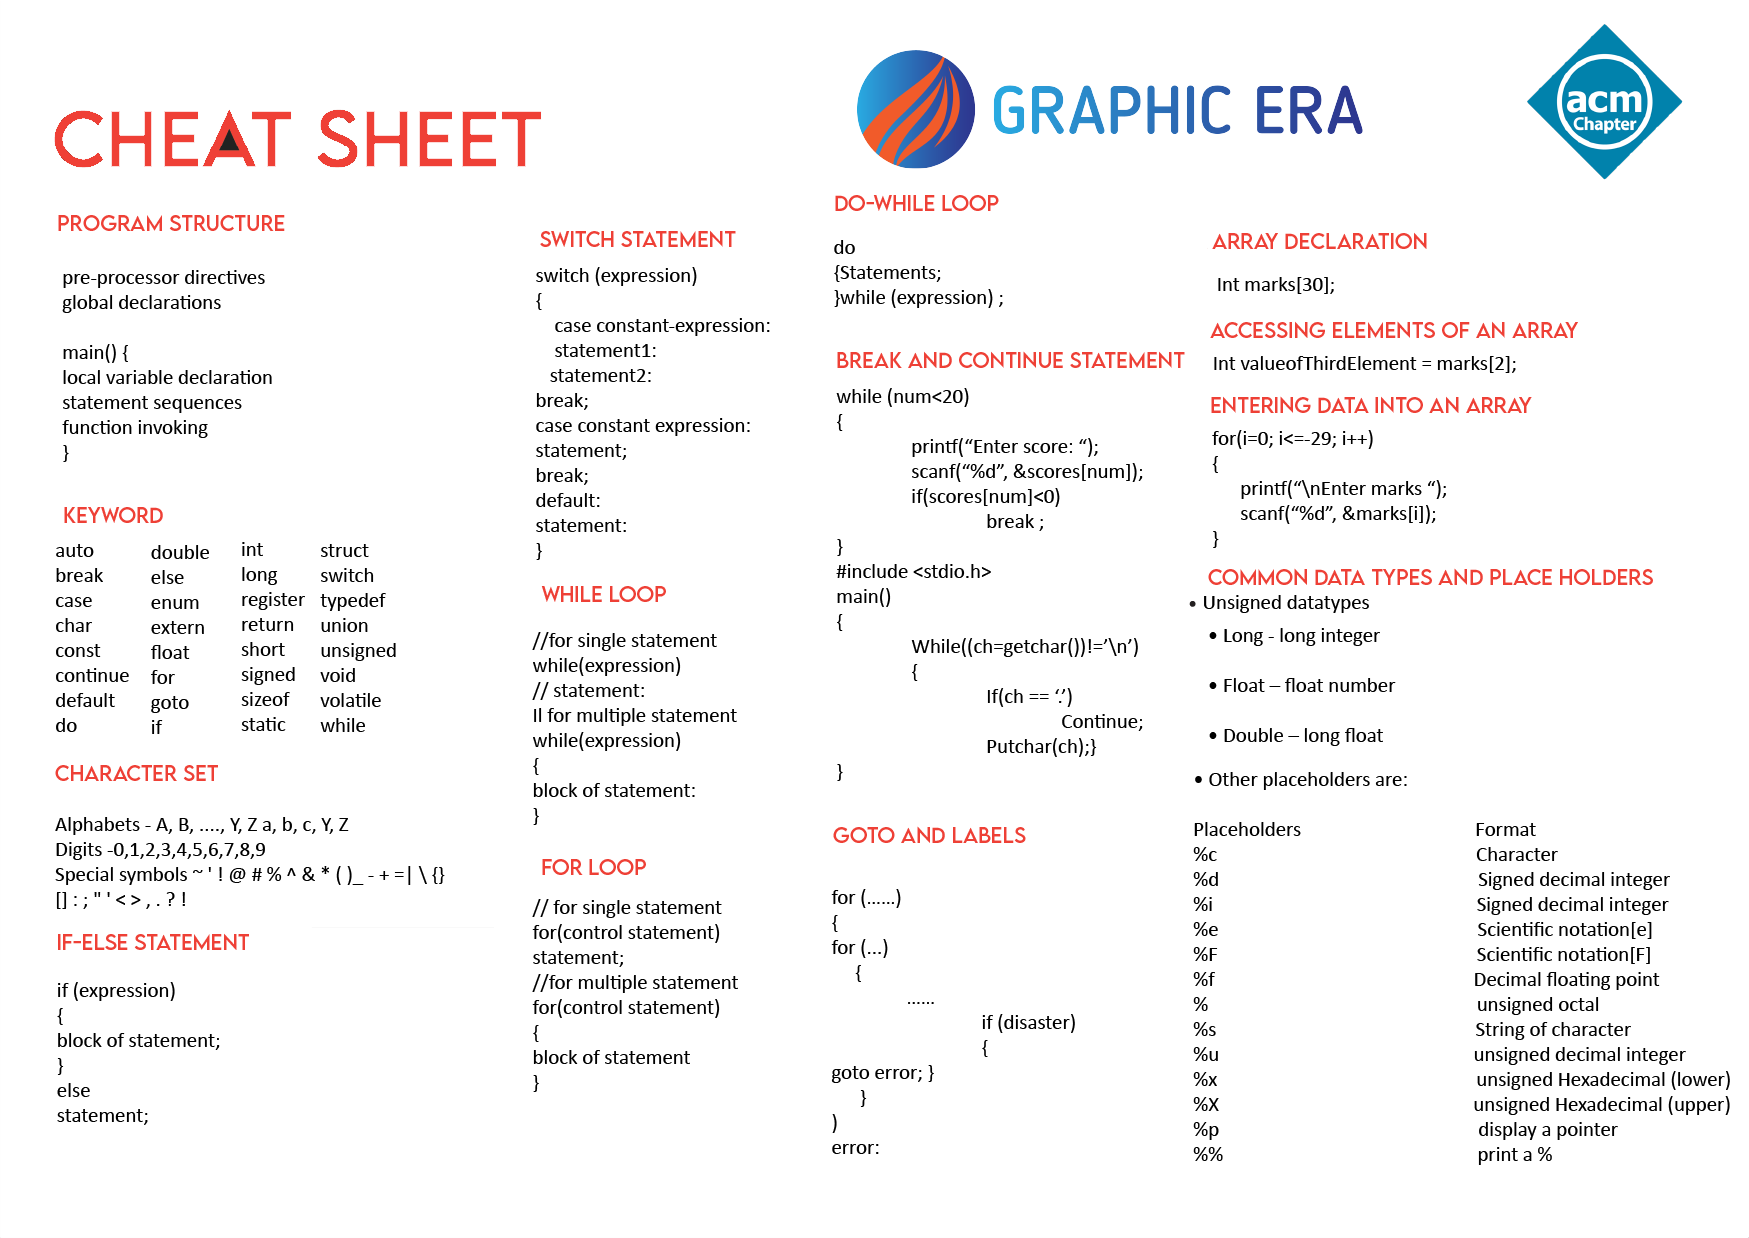 CHEAT SHEET
GRAPHIC ERA
acm
Chapter
PROGRAM STRUCTURE
pre-processor directives
global declarations
main() {
local variable declaration
statement sequences
function invoking
}
KEYWORD
auto
break
case
char
const
continue
default
do
double
else
enum
extern
float
for
goto
if
int
long
register
return
short
signed
sizeof
static
struct
switch
typedef
union
unsigned
void
volatile
while
CHARACTER SET
Alphabets - A, B, ...., Y, Z a, b, c, Y, Z
Digits -0,1,2,3,4,5,6,7,8,9
Special symbols ~ ' ! @ # % ^ & * ( )_ - + =| \ {}
[] : ; " ' < > , . ? !
IF-ELSE STATEMENT
if (expression)
{
block of statement;
}
else
statement;
SWITCH STATEMENT
switch (expression)
{
case constant-expression:
statement1:
statement2:
break;
case constant expression:
statement;
break;
default:
statement:
}
WHILE LOOP
//for single statement
while(expression)
// statement:
Il for multiple statement
while(expression)
{
block of statement:
}
FOR LOOP
// for single statement
for(control statement)
statement;
//for multiple statement
for(control statement)
{
block of statement
}
DO-WHILE LOOP
do
{Statements;
}while (expression) ;
BREAK AND CONTINUE STATEMENT
while (num<20)
{
printf(“Enter score: “);
scanf(“%d”, &scores[num]);
if(scores[num]<0)
break ;
}
#include <stdio.h>
main()
{
While((ch=getchar())!=’\n’)
{
If(ch == ‘.’)
Continue;
Putchar(ch);}
}
GOTO AND LABELS
for (......)
{
for (...)
{
......
if (disaster)
{
goto error; }
}
)
error:
ARRAY DECLARATION
Int marks[30];
ACCESSING ELEMENTS OF AN ARRAY
Int valueofThirdElement = marks[2];
ENTERING DATA INTO AN ARRAY
for(i=0; i<=-29; i++)
{
printf(“\nEnter marks “);
scanf(“%d”, &marks[i]);
}
COMMON DATA TYPES AND PLACE HOLDERS
• Unsigned datatypes
• Long - long integer
• Float – float number
• Double – long float
• Other placeholders are:
Placeholders Format
%c Character
%d Signed decimal integer
%i Signed decimal integer
%e Scientific notation[e]
%F Scientific notation[F]
%f Decimal floating point
% unsigned octal
%s String of character
%u unsigned decimal integer
%x unsigned Hexadecimal (lower)
%X unsigned Hexadecimal (upper)
%p display a pointer
%% print a %